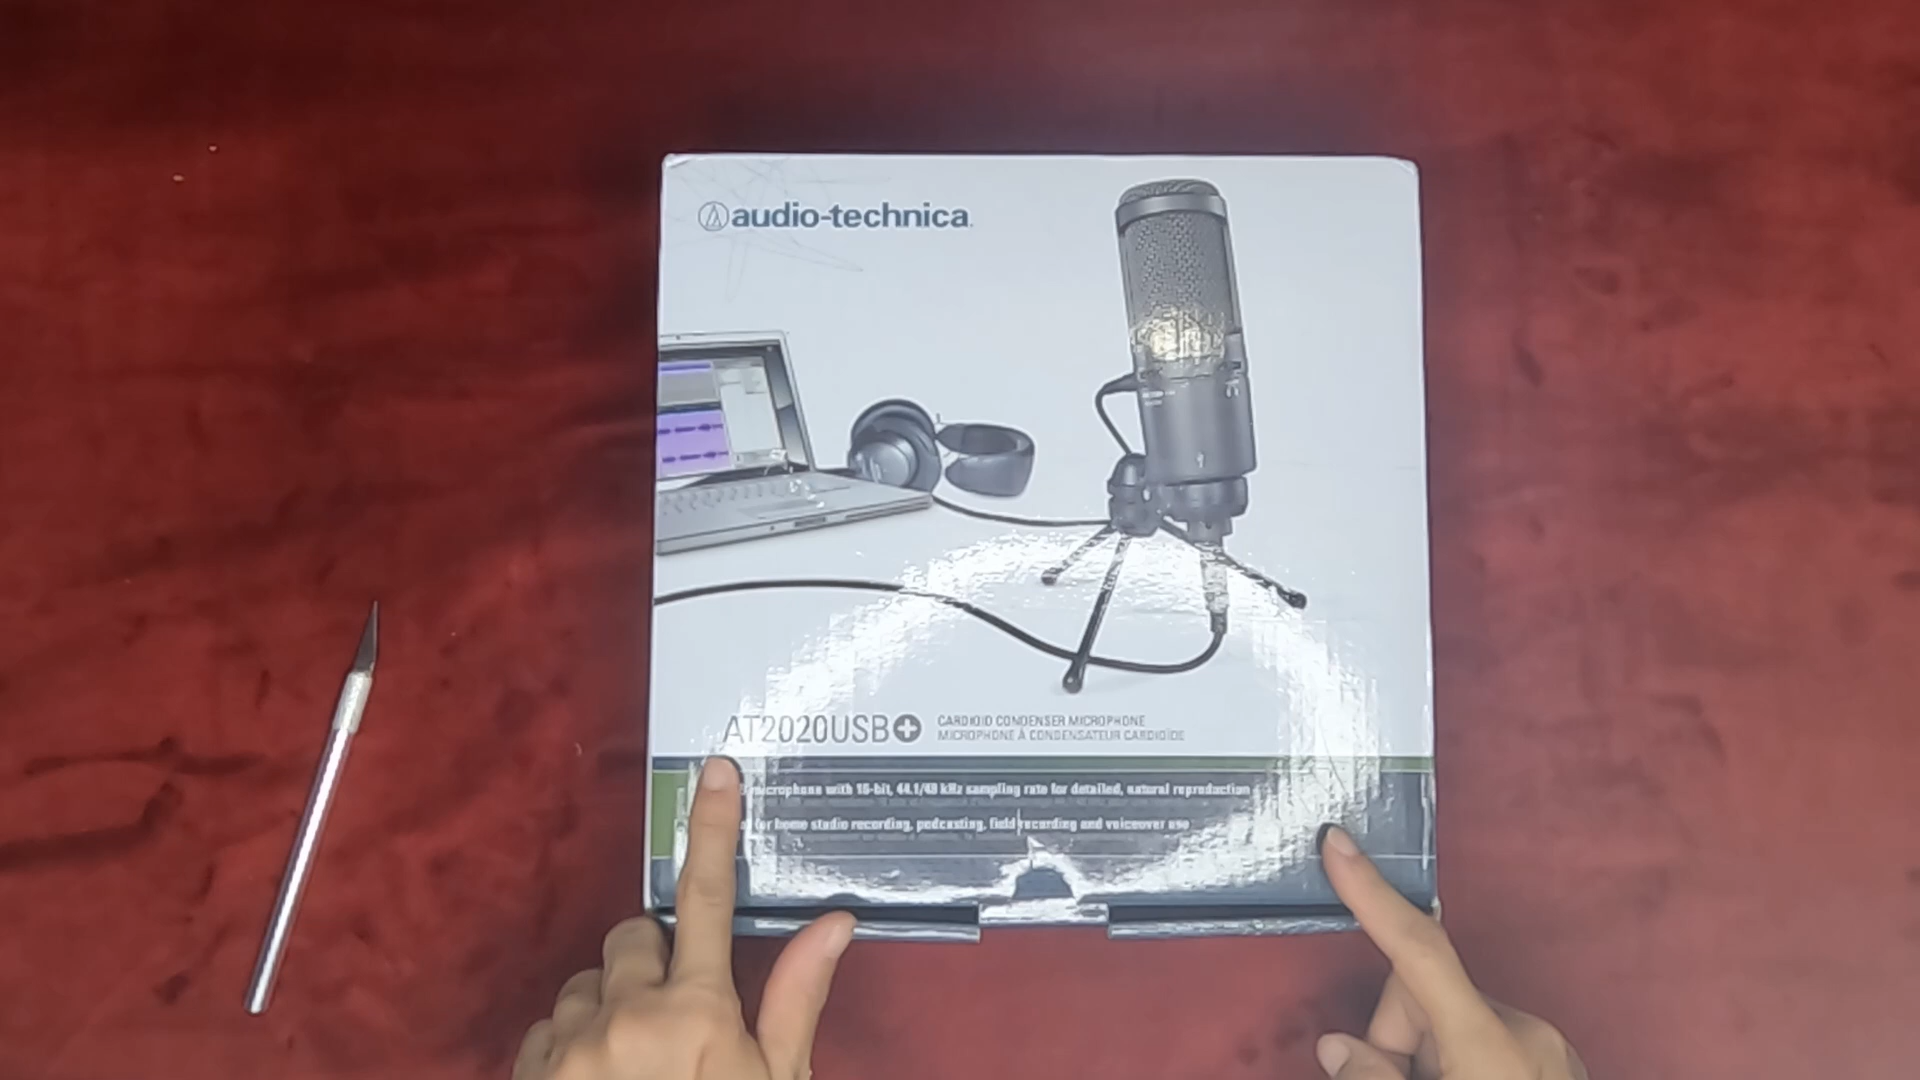 audio-technica
AT2020USB+
CARDIOID CONDENSER MICROPHONE
MICROPHONE À CONDENSATEUR CARDIOÏDE
microphone with 16-bit, 44.1/48 kHz sampling rate for detailed, natural reproduction
for home studio recording, podcasting, field recording and voiceover use